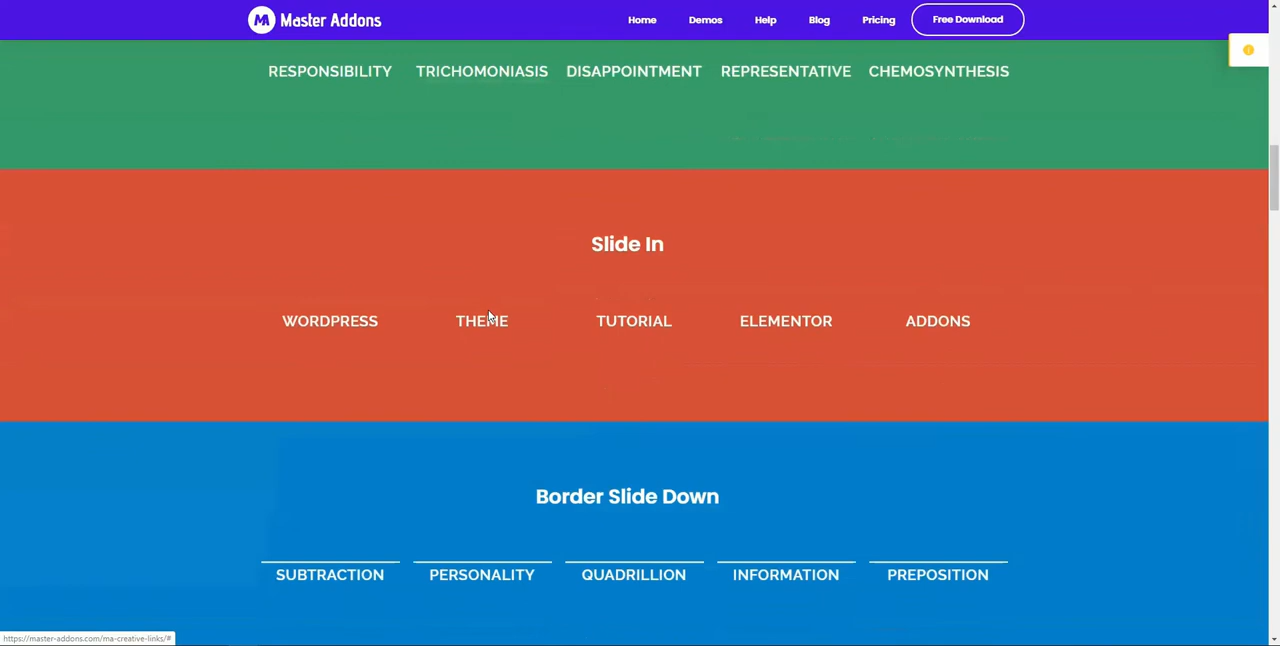 Master Addons Home Demos Help Blog Pricing Free Download
RESPONSIBILITY TRICHOMONIASIS DISAPPOINTMENT REPRESENTATIVE CHEMOSYNTHESIS
Slide In
WORDPRESS THEME TUTORIAL ELEMENTOR ADDONS
Border Slide Down
SUBTRACTION PERSONALITY QUADRILLION INFORMATION PREPOSITION
https://master-addons.com/ma-creative-links/#